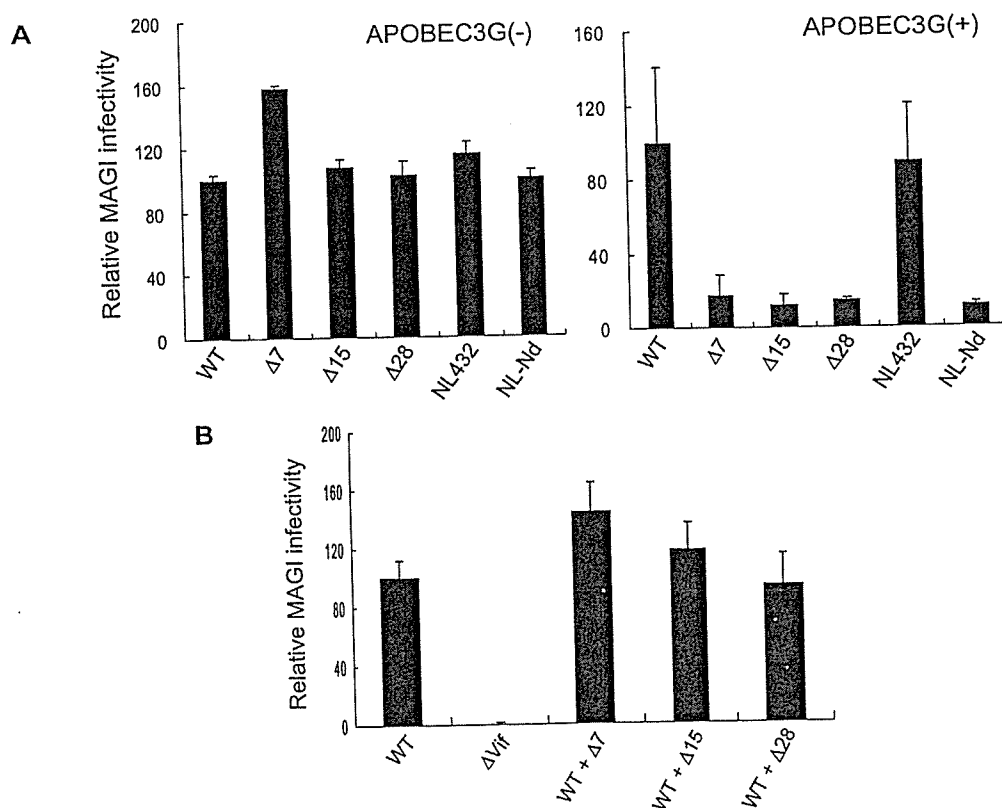 A
APOBEC3G(-)
Relative MAGI infectivity
200
160
120
80
40
0
WT
Δ7
Δ15
Δ28
NL432
NL-Nd
APOBEC3G(+)
160
120
80
40
0
WT
Δ7
Δ15
Δ28
NL432
NL-Nd
B
Relative MAGI infectivity
200
160
120
80
40
0
WT
ΔVif
WT + Δ7
WT + Δ15
WT + Δ28